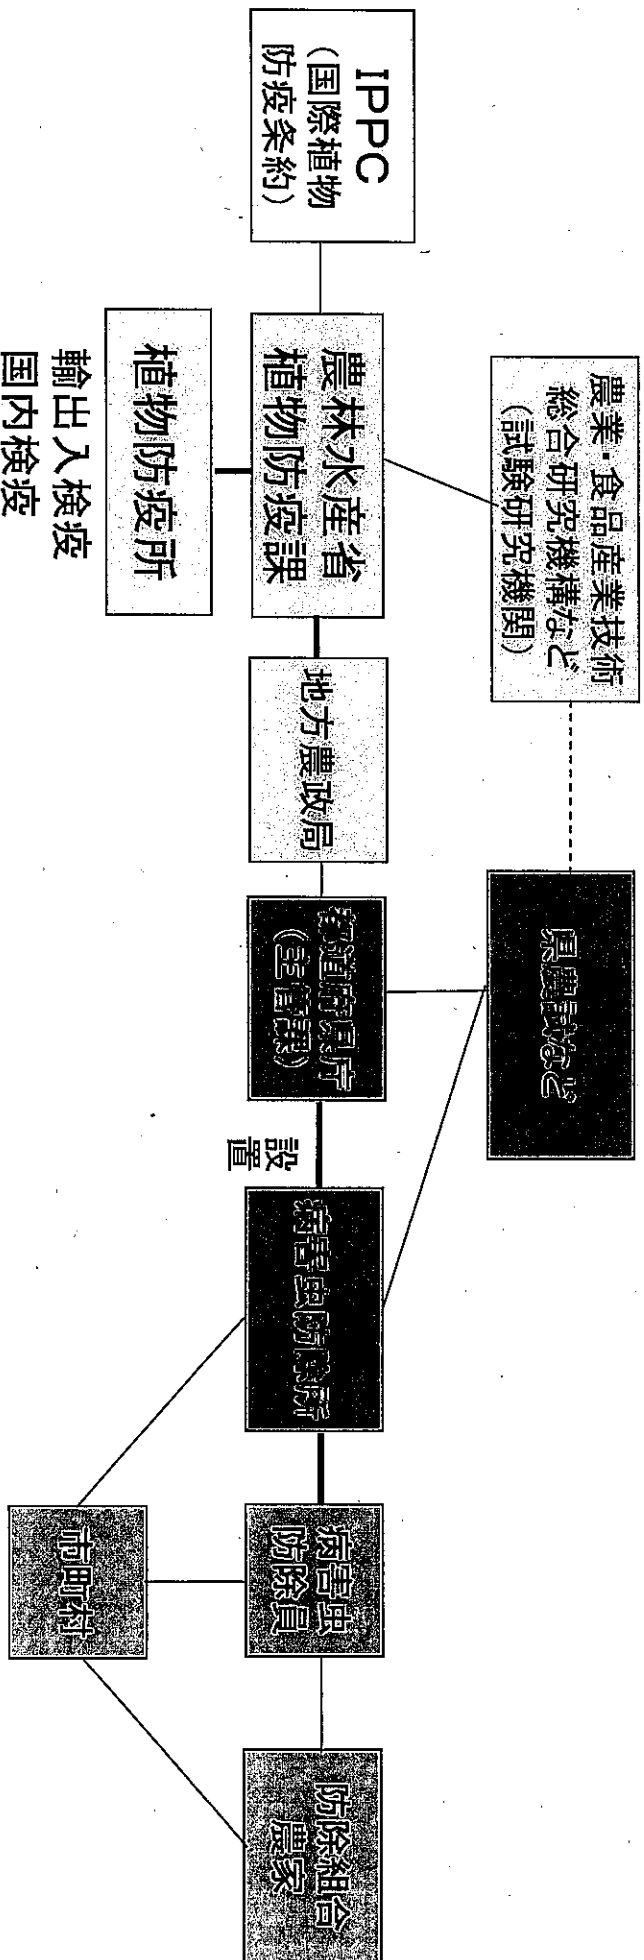 IPPC
（国際植物
防疫条約）
農業・食品産業技術
総合研究機構など
（試験研究機関）
農林水産省
植物防疫課
植物防疫所
輸出入検疫
国内検疫
地方農政局
県農試など
都道府県庁
（主管課）
設置
病害虫防除所
病害虫
防除員
市町村
防除組合
農家